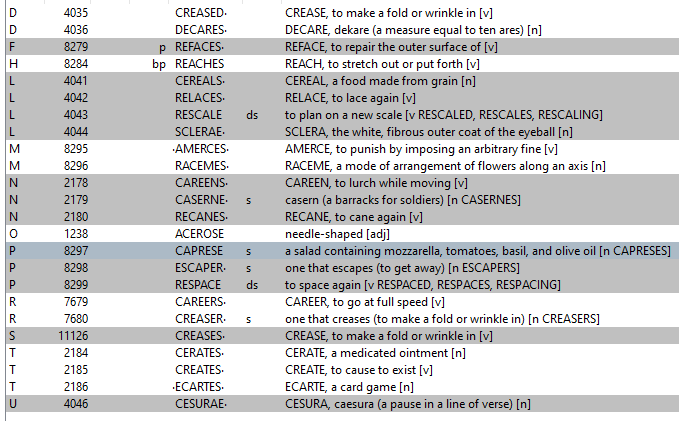 D 4035 CREASED· CREASE, to make a fold or wrinkle in [v]
D 4036 DECARES· DECARE, dekare (a measure equal to ten ares) [n]
F 8279 p REFACES· REFACE, to repair the outer surface of [v]
H 8284 bp REACHES REACH, to stretch out or put forth [v]
L 4041 CEREALS· CEREAL, a food made from grain [n]
L 4042 RELACES· RELACE, to lace again [v]
L 4043 RESCALE ds to plan on a new scale [v RESCALED, RESCALES, RESCALING]
L 4044 SCLERAE· SCLERA, the white, fibrous outer coat of the eyeball [n]
M 8295 ·AMERCES· AMERCE, to punish by imposing an arbitrary fine [v]
M 8296 RACEMES· RACEME, a mode of arrangement of flowers along an axis [n]
N 2178 CAREENS· CAREEN, to lurch while moving [v]
N 2179 CASERNE· s casern (a barracks for soldiers) [n CASERNES]
N 2180 RECANES· RECANE, to cane again [v]
O 1238 ACEROSE needle-shaped [adj]
P 8297 CAPRESE s a salad containing mozzarella, tomatoes, basil, and olive oil [n CAPRESES]
P 8298 ESCAPER· s one that escapes (to get away) [n ESCAPERS]
P 8299 RESPACE ds to space again [v RESPACED, RESPACES, RESPACING]
R 7679 CAREERS· CAREER, to go at full speed [v]
R 7680 CREASER· s one that creases (to make a fold or wrinkle in) [n CREASERS]
S 11126 CREASES· CREASE, to make a fold or wrinkle in [v]
T 2184 CERATES· CERATE, a medicated ointment [n]
T 2185 CREATES· CREATE, to cause to exist [v]
T 2186 ·ECARTES· ECARTE, a card game [n]
U 4046 CESURAE· CESURA, caesura (a pause in a line of verse) [n]